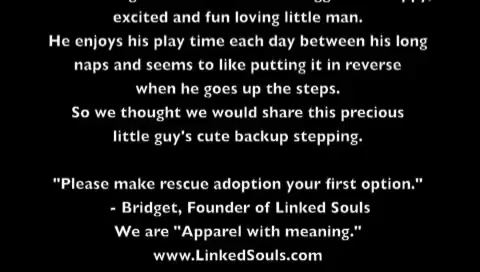 excited and fun loving little man.
He enjoys his play time each day between his long
naps and seems to like putting it in reverse
when he goes up the steps.
So we thought we would share this precious
little guy's cute backup stepping.
"Please make rescue adoption your first option."
- Bridget, Founder of Linked Souls
We are "Apparel with meaning."
www.LinkedSouls.com